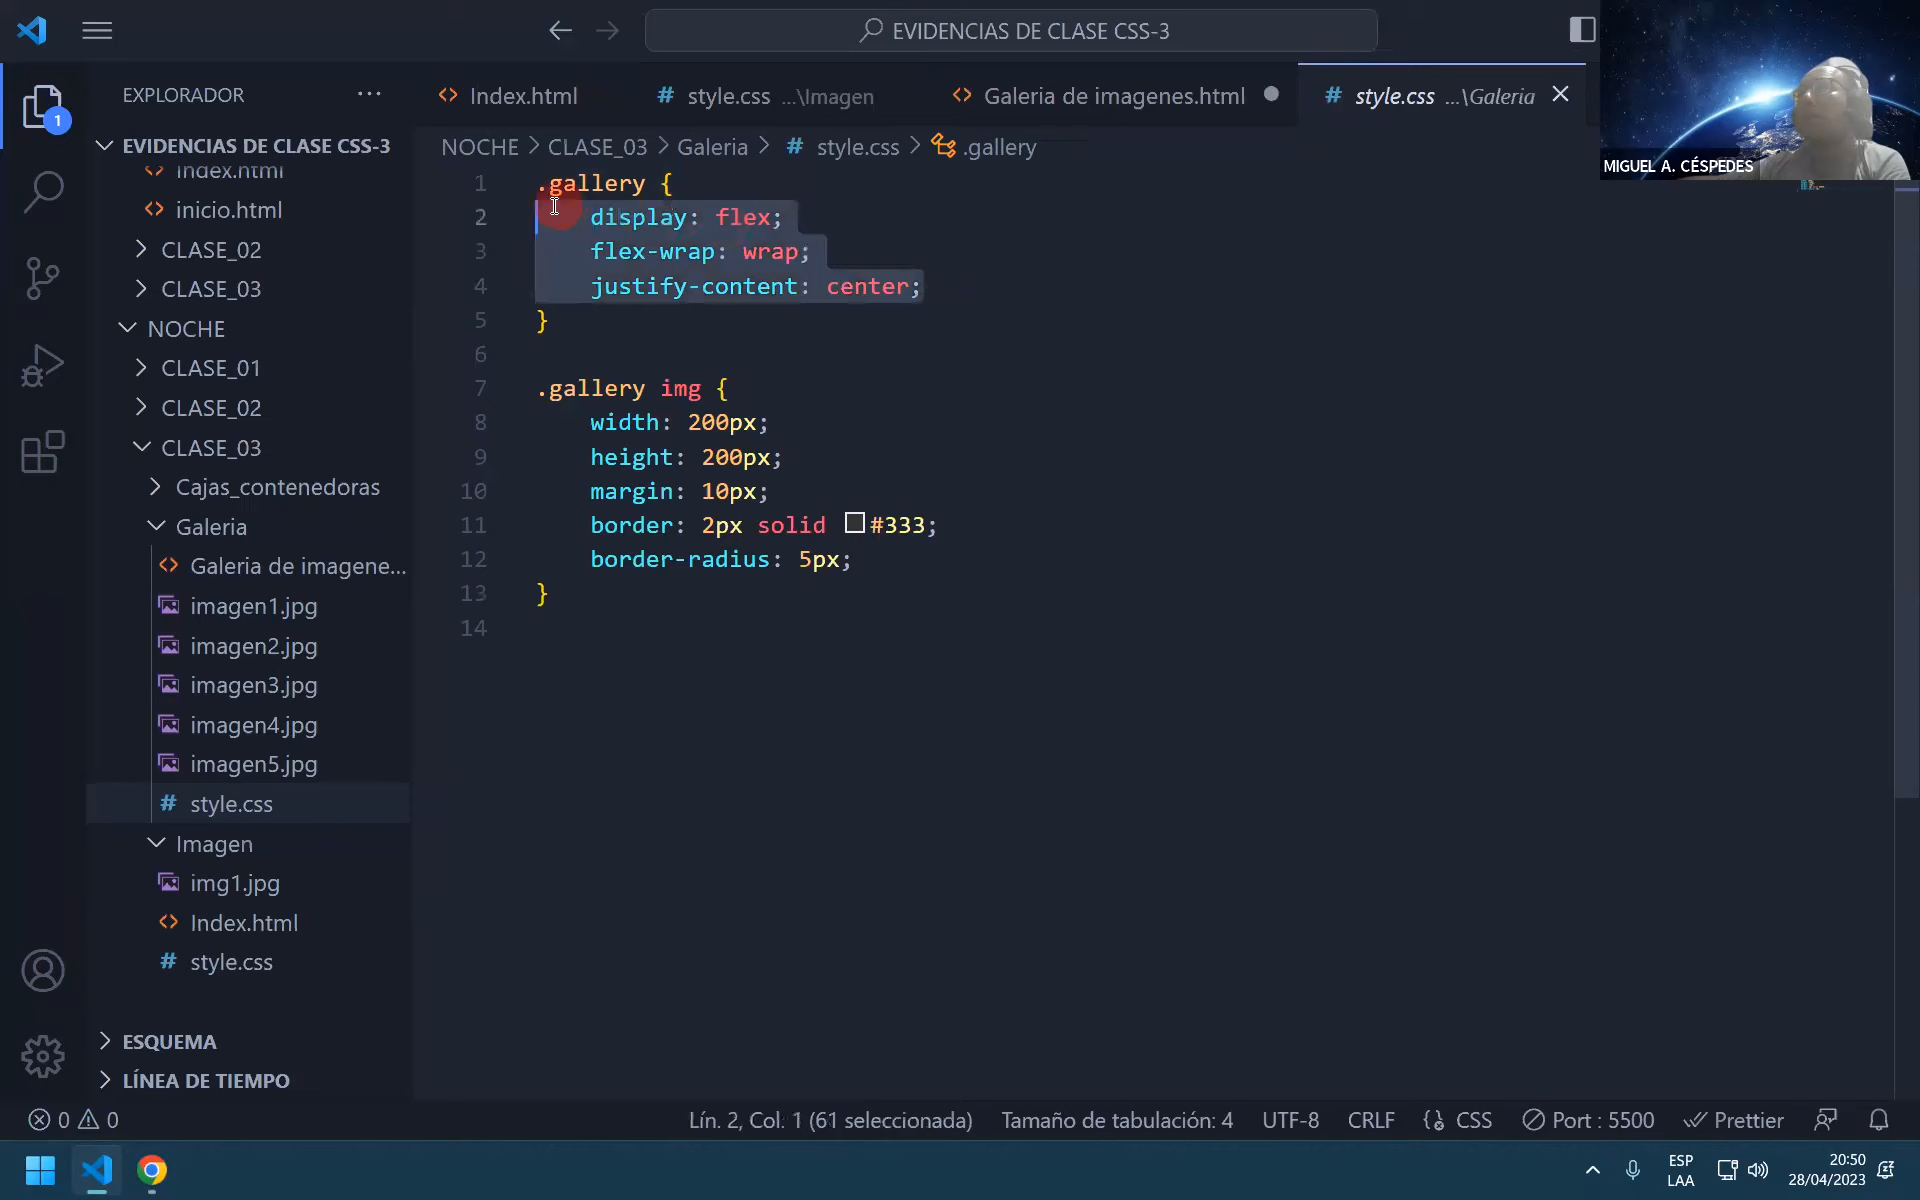 EVIDENCIAS DE CLASE CSS-3
EXPLORADOR
Index.html
style.css ...\Imagen
Galeria de imagenes.html
style.css ...\Galeria
MIGUEL A. CÉSPEDES
1
EVIDENCIAS DE CLASE CSS-3
index.html
inicio.html
CLASE_02
CLASE_03
NOCHE
CLASE_01
CLASE_02
CLASE_03
Cajas_contenedoras
Galeria
Galeria de imagene...
imagen1.jpg
imagen2.jpg
imagen3.jpg
imagen4.jpg
imagen5.jpg
style.css
Imagen
img1.jpg
Index.html
style.css
ESQUEMA
LÍNEA DE TIEMPO
NOCHE > CLASE_03 > Galeria > # style.css > .gallery
1 .gallery {
2 display: flex;
3 flex-wrap: wrap;
4 justify-content: center;
5 }
6
7 .gallery img {
8 width: 200px;
9 height: 200px;
10 margin: 10px;
11 border: 2px solid #333;
12 border-radius: 5px;
13 }
14
0 0
Lín. 2, Col. 1 (61 seleccionada)
Tamaño de tabulación: 4
UTF-8
CRLF
{} CSS
Port : 5500
Prettier
ESP
LAA
20:50
28/04/2023